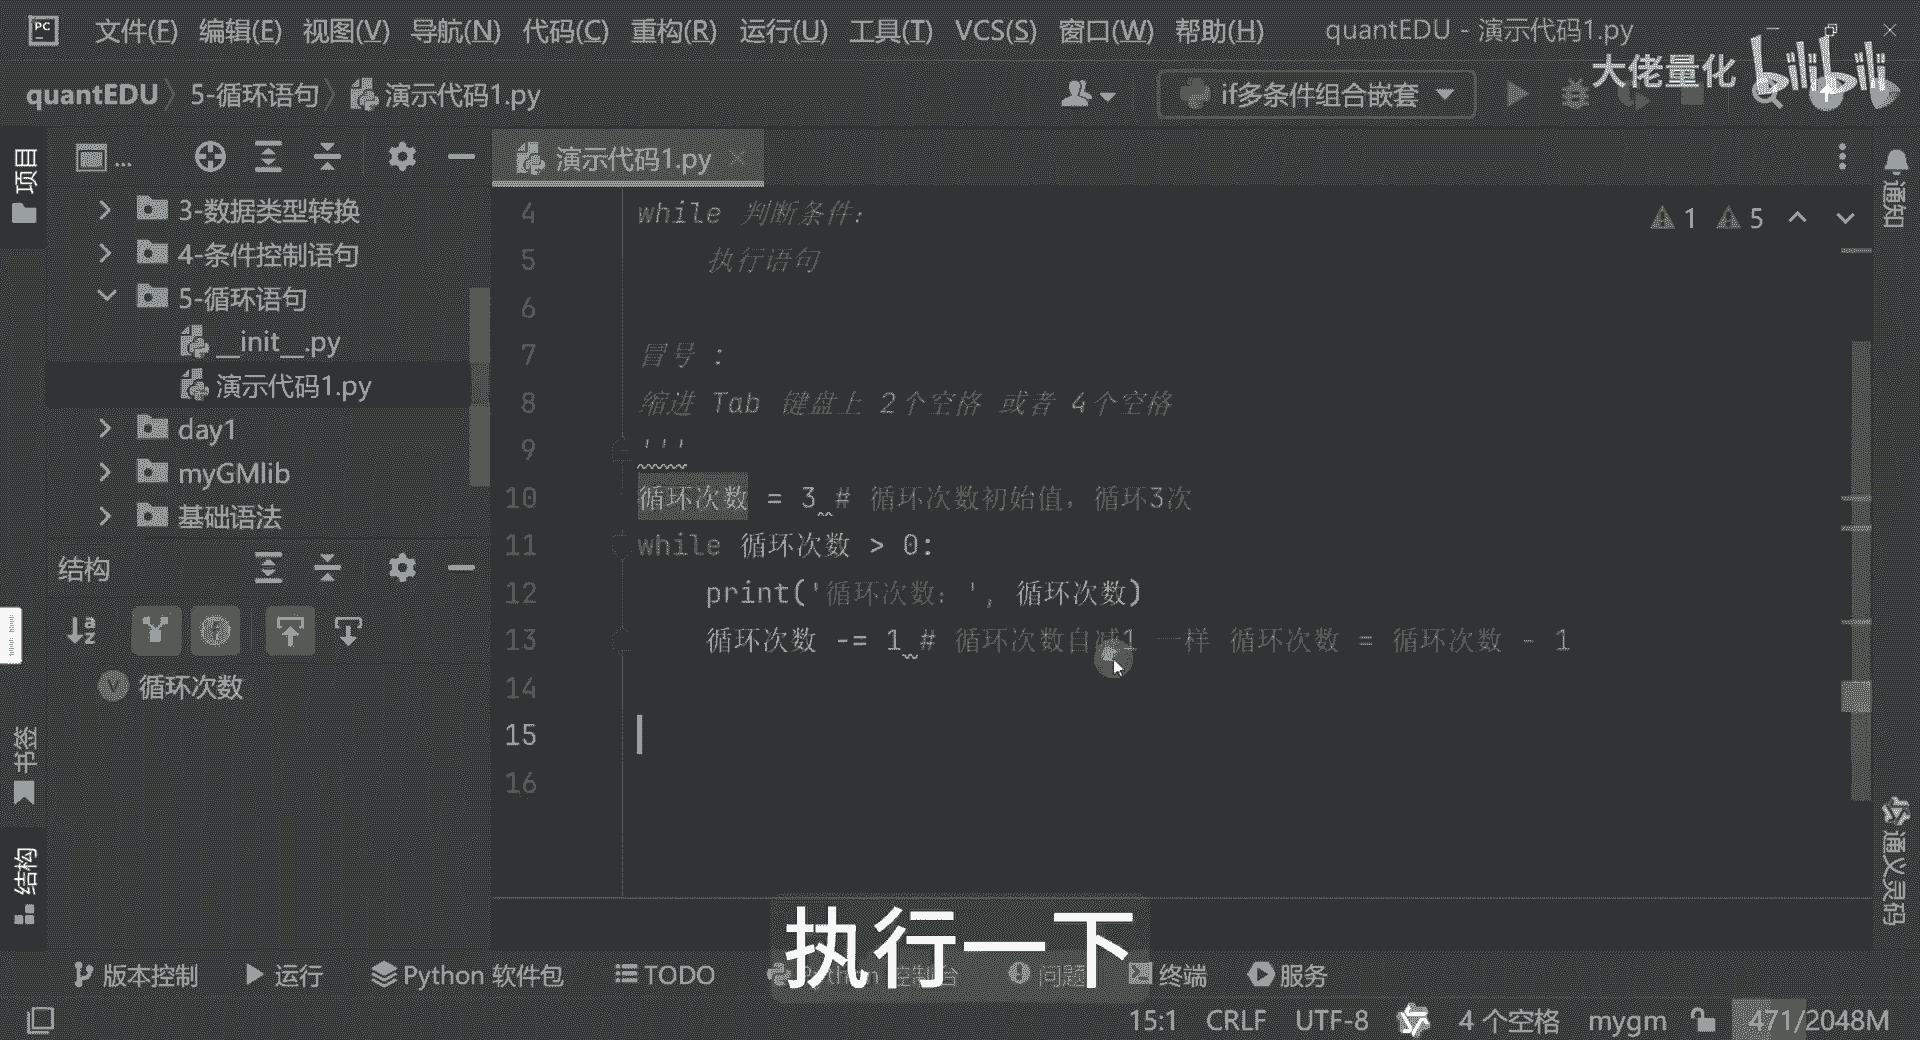 文件(F) 编辑(E) 视图(V) 导航(N) 代码(C) 重构(R) 运行(U) 工具(T) VCS(S) 窗口(W) 帮助(H) quantEDU - 演示代码1.py
大佬量化 bilibili
quantEDU 5-循环语句 演示代码1.py if多条件组合嵌套
项目
...
演示代码1.py
通知
3-数据类型转换
4-条件控制语句
5-循环语句
__init__.py
演示代码1.py
day1
myGMlib
基础语法
1 5
4 while 判断条件:
5 执行语句
6
7 冒号 :
8 缩进 Tab 键盘上 2个空格 或者 4个空格
9 '''
10 循环次数 = 3 # 循环次数初始值，循环3次
11 while 循环次数 > 0:
12 print('循环次数: ', 循环次数)
13 循环次数 -= 1 # 循环次数自减1 一样 循环次数 = 循环次数 - 1
14
15
16
结构
循环次数
书签
结构
通义灵码
执行一下
版本控制 运行 Python 软件包 TODO Python 控制台 问题 终端 服务
15:1 CRLF UTF-8 4 个空格 mygm 471/2048M